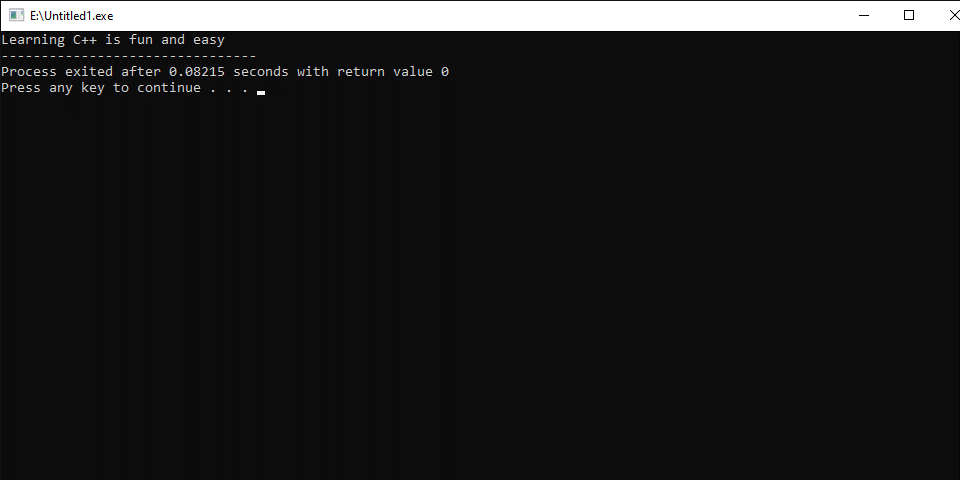 E:\Untitled1.exe
Learning C++ is fun and easy
--------------------------------
Process exited after 0.08215 seconds with return value 0
Press any key to continue . . .